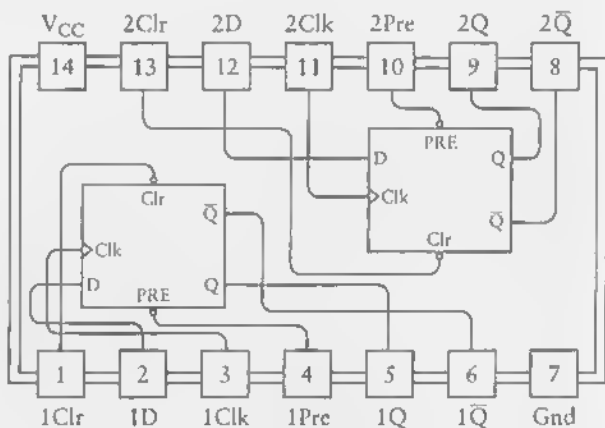 V_CC 2Clr 2D 2Clk 2Pre 2Q 2Q̅
14 13 12 11 10 9 8
PRE
D Q
Clk
Q̅
Clr
Clr
Q̅
Clk
D Q
PRE
1 2 3 4 5 6 7
1Clr 1D 1Clk 1Pre 1Q 1Q̅ Gnd